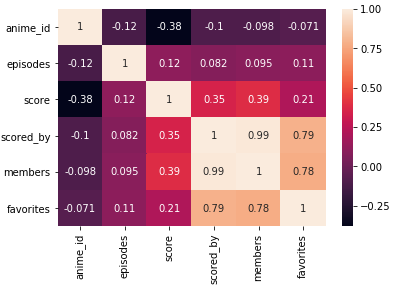 anime_id 1 -0.12 -0.38 -0.1 -0.098 -0.071
episodes -0.12 1 0.12 0.082 0.095 0.11
score -0.38 0.12 1 0.35 0.39 0.21
scored_by -0.1 0.082 0.35 1 0.99 0.79
members -0.098 0.095 0.39 0.99 1 0.78
favorites -0.071 0.11 0.21 0.79 0.78 1
anime_id
episodes
score
scored_by
members
favorites
1.00
0.75
0.50
0.25
0.00
−0.25